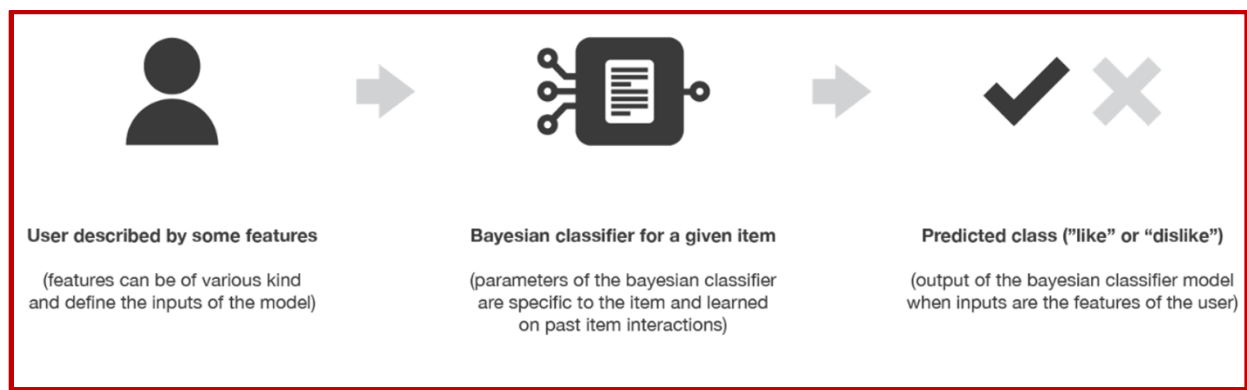 User described by some features
(features can be of various kind
and define the inputs of the model)
Bayesian classifier for a given item
(parameters of the bayesian classifier
are specific to the item and learned
on past item interactions)
Predicted class ("like" or “dislike”)
(output of the bayesian classifier model
when inputs are the features of the user)